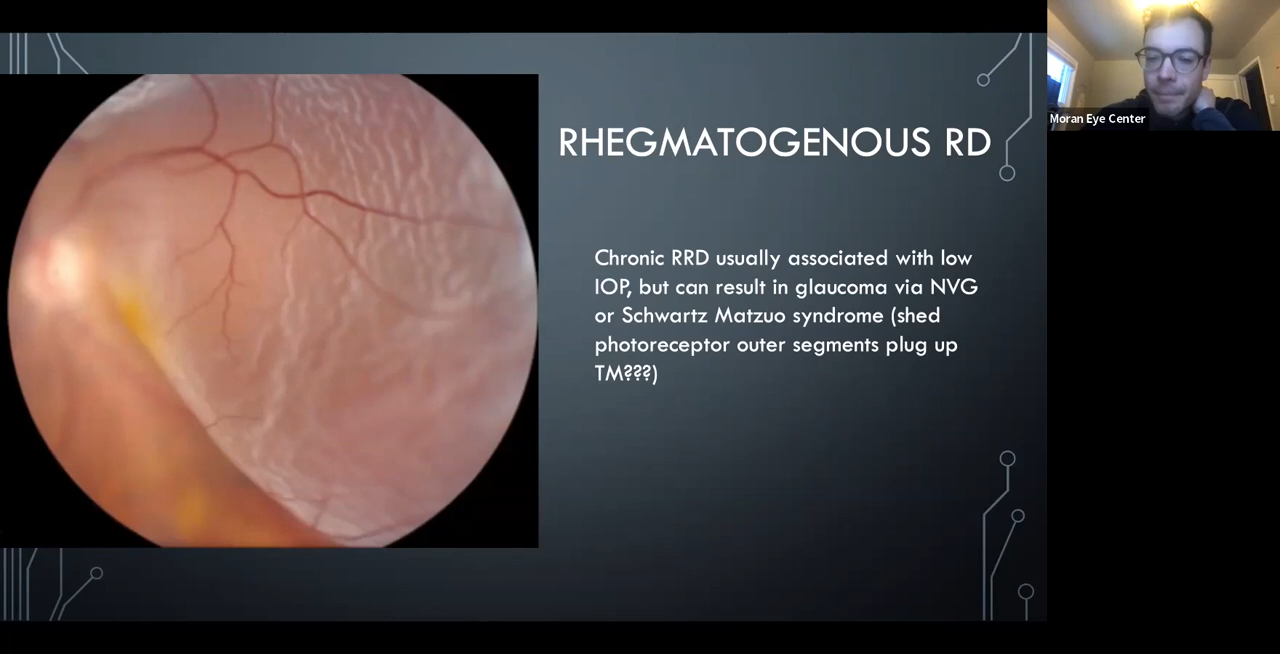 RHEGMATOGENOUS RD
Chronic RRD usually associated with low
IOP, but can result in glaucoma via NVG
or Schwartz Matzuo syndrome (shed
photoreceptor outer segments plug up
TM???)
Moran Eye Center